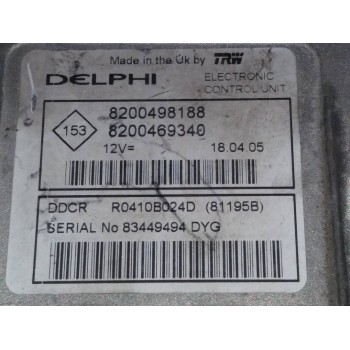 Made in the Uk by TRW
DELPHI
ELECTRONIC
CONTROL UNIT
153
8200498188
8200469340
12V=
18.04.05
DDCR R0410B024D (81195B)
SERIAL No 83449494 DYG